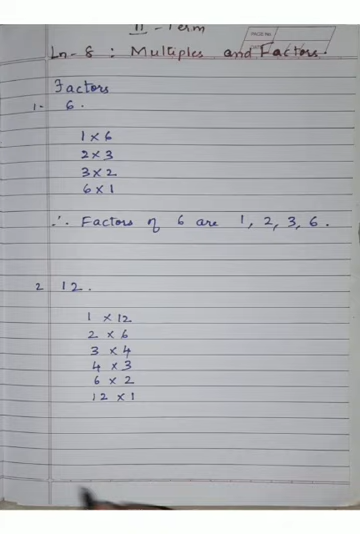 II - Term
PAGE NO
Ln - 8 : Multiples and Factors.
Factors
1. 6.
1 x 6
2 x 3
3 x 2
6 x 1
∴ Factors of 6 are 1, 2, 3, 6.
2 12.
1 x 12
2 x 6
3 x 4
4 x 3
6 x 2
12 x 1